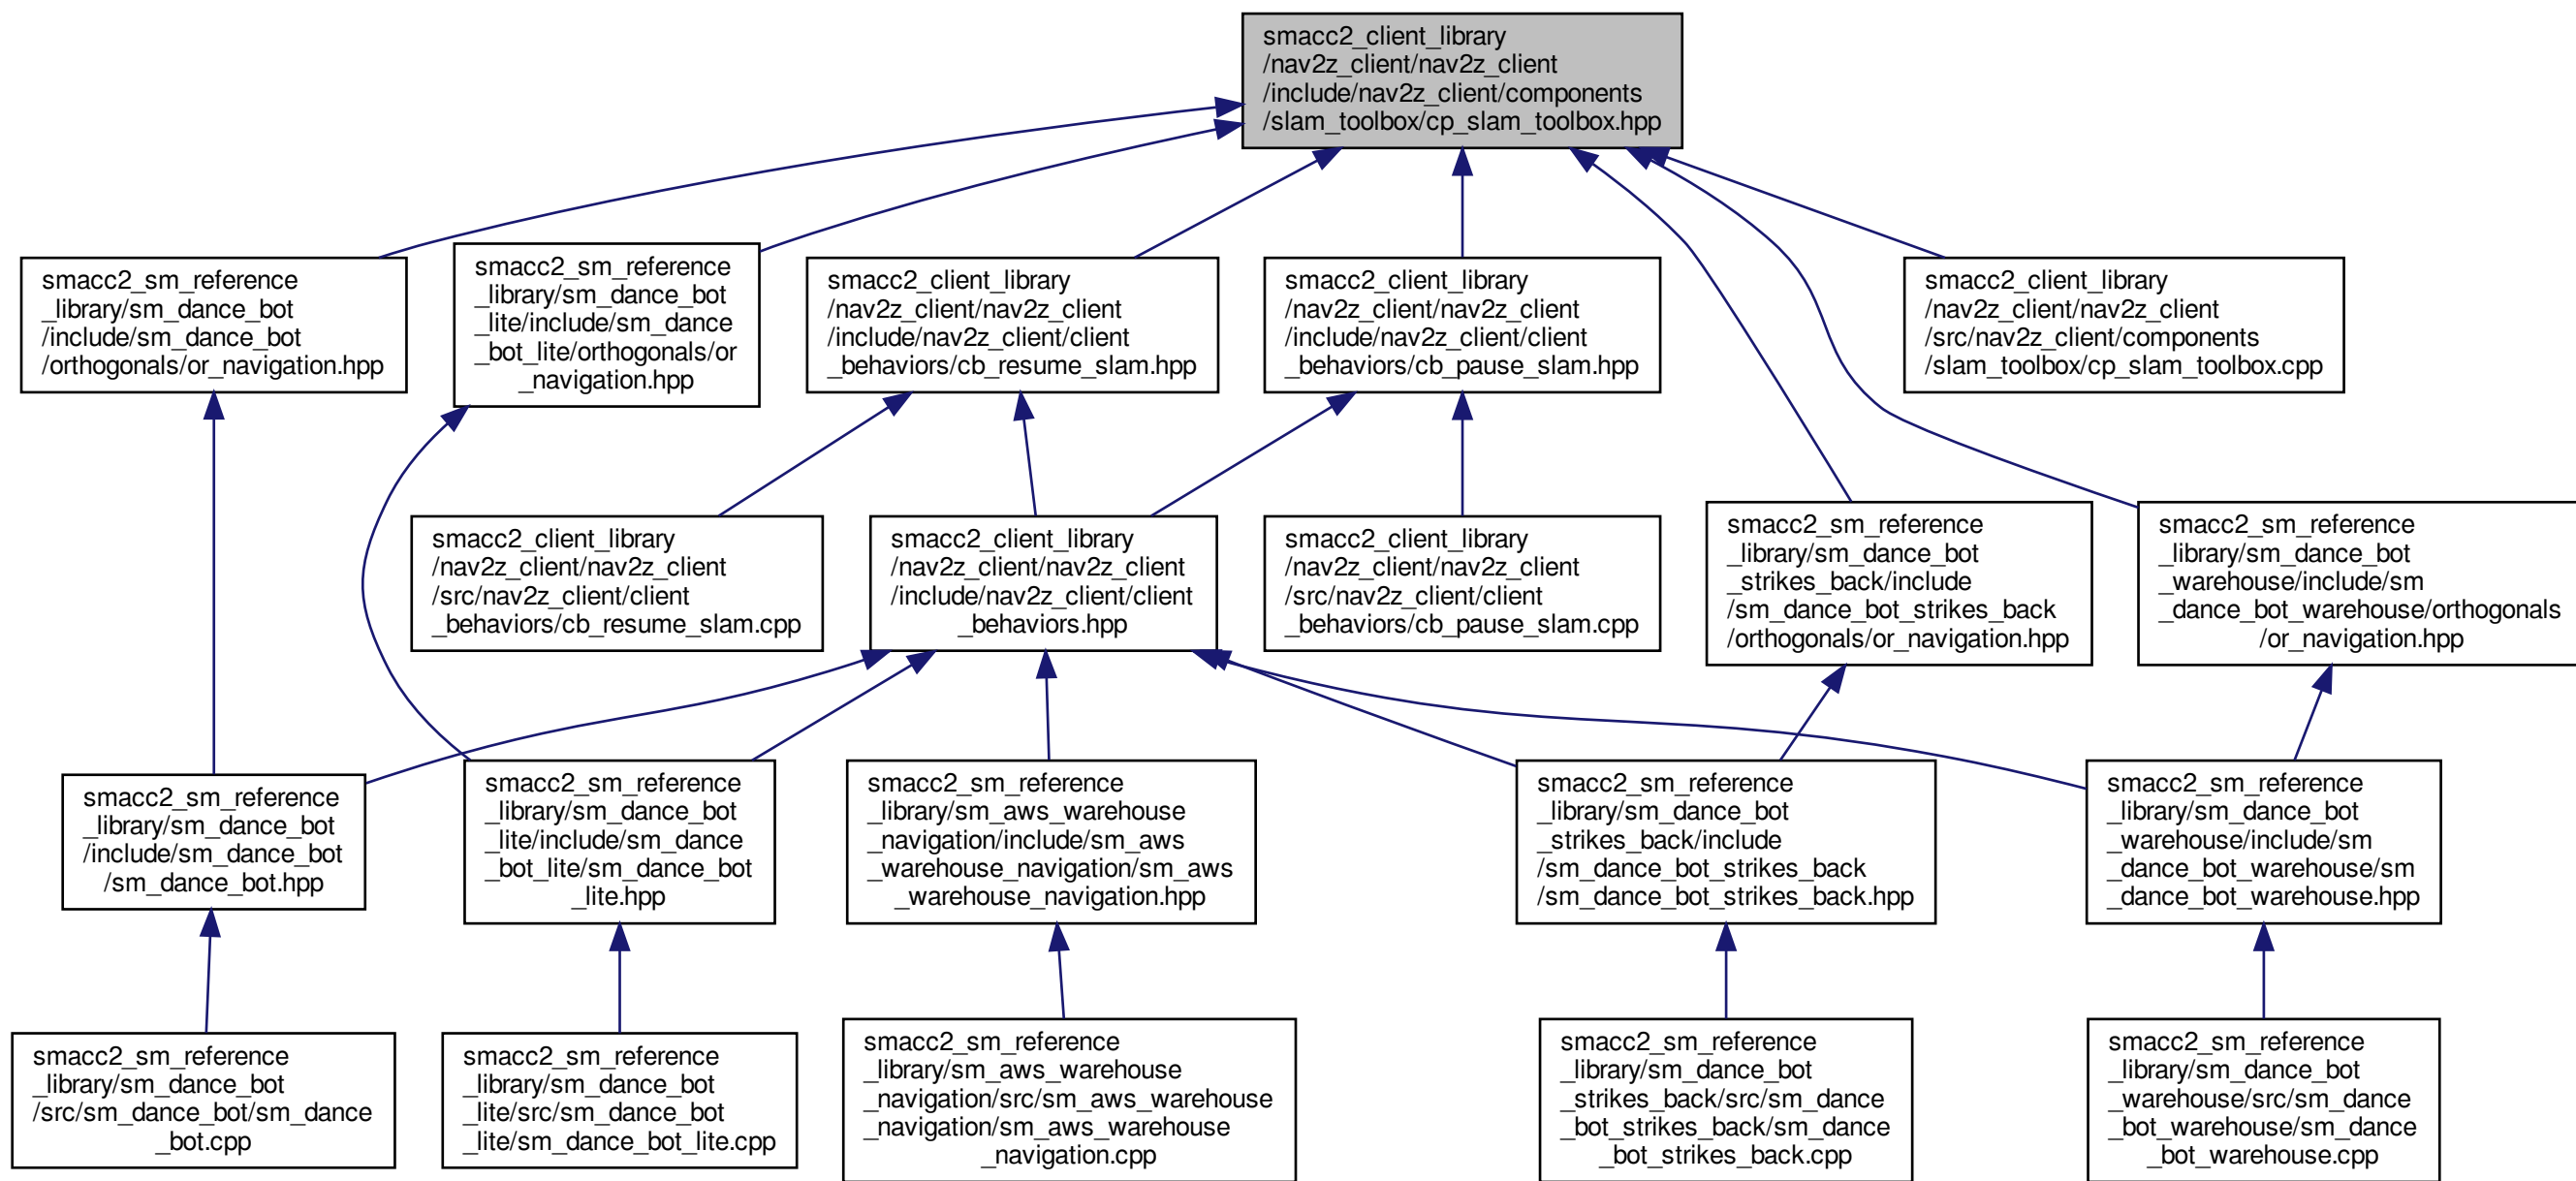 smacc2_client_library
/nav2z_client/nav2z_client
/include/nav2z_client/components
/slam_toolbox/cp_slam_toolbox.hpp
smacc2_sm_reference
_library/sm_dance_bot
/include/sm_dance_bot
/orthogonals/or_navigation.hpp
smacc2_sm_reference
_library/sm_dance_bot
_lite/include/sm_dance
_bot_lite/orthogonals/or
_navigation.hpp
smacc2_client_library
/nav2z_client/nav2z_client
/include/nav2z_client/client
_behaviors/cb_resume_slam.hpp
smacc2_client_library
/nav2z_client/nav2z_client
/include/nav2z_client/client
_behaviors/cb_pause_slam.hpp
smacc2_client_library
/nav2z_client/nav2z_client
/src/nav2z_client/components
/slam_toolbox/cp_slam_toolbox.cpp
smacc2_client_library
/nav2z_client/nav2z_client
/src/nav2z_client/client
_behaviors/cb_resume_slam.cpp
smacc2_client_library
/nav2z_client/nav2z_client
/include/nav2z_client/client
_behaviors.hpp
smacc2_client_library
/nav2z_client/nav2z_client
/src/nav2z_client/client
_behaviors/cb_pause_slam.cpp
smacc2_sm_reference
_library/sm_dance_bot
_strikes_back/include
/sm_dance_bot_strikes_back
/orthogonals/or_navigation.hpp
smacc2_sm_reference
_library/sm_dance_bot
_warehouse/include/sm
_dance_bot_warehouse/orthogonals
/or_navigation.hpp
smacc2_sm_reference
_library/sm_dance_bot
/include/sm_dance_bot
/sm_dance_bot.hpp
smacc2_sm_reference
_library/sm_dance_bot
_lite/include/sm_dance
_bot_lite/sm_dance_bot
_lite.hpp
smacc2_sm_reference
_library/sm_aws_warehouse
_navigation/include/sm_aws
_warehouse_navigation/sm_aws
_warehouse_navigation.hpp
smacc2_sm_reference
_library/sm_dance_bot
_strikes_back/include
/sm_dance_bot_strikes_back
/sm_dance_bot_strikes_back.hpp
smacc2_sm_reference
_library/sm_dance_bot
_warehouse/include/sm
_dance_bot_warehouse/sm
_dance_bot_warehouse.hpp
smacc2_sm_reference
_library/sm_dance_bot
/src/sm_dance_bot/sm_dance
_bot.cpp
smacc2_sm_reference
_library/sm_dance_bot
_lite/src/sm_dance_bot
_lite/sm_dance_bot_lite.cpp
smacc2_sm_reference
_library/sm_aws_warehouse
_navigation/src/sm_aws_warehouse
_navigation/sm_aws_warehouse
_navigation.cpp
smacc2_sm_reference
_library/sm_dance_bot
_strikes_back/src/sm_dance
_bot_strikes_back/sm_dance
_bot_strikes_back.cpp
smacc2_sm_reference
_library/sm_dance_bot
_warehouse/src/sm_dance
_bot_warehouse/sm_dance
_bot_warehouse.cpp